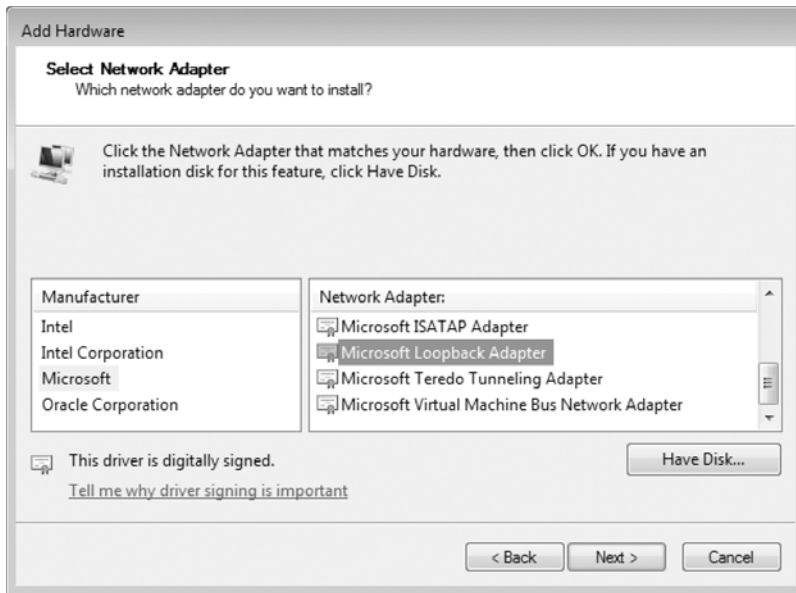 Add Hardware
Select Network Adapter
Which network adapter do you want to install?
Click the Network Adapter that matches your hardware, then click OK. If you have an
installation disk for this feature, click Have Disk.
Manufacturer
Intel
Intel Corporation
Microsoft
Oracle Corporation
Network Adapter:
Microsoft ISATAP Adapter
Microsoft Loopback Adapter
Microsoft Teredo Tunneling Adapter
Microsoft Virtual Machine Bus Network Adapter
This driver is digitally signed.
Tell me why driver signing is important
Have Disk...
< Back
Next >
Cancel